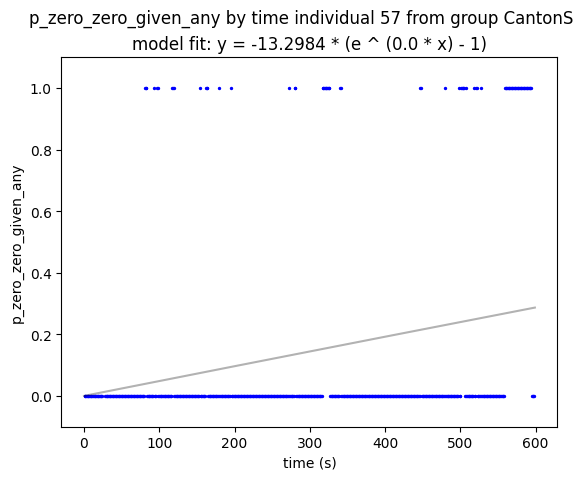 p_zero_zero_given_any by time individual 57 from group CantonS
model fit: y = -13.2984 * (e ^ (0.0 * x) - 1)
1.0
0.8
0.6
0.4
0.2
0.0
p_zero_zero_given_any
0 100 200 300 400 500 600
time (s)